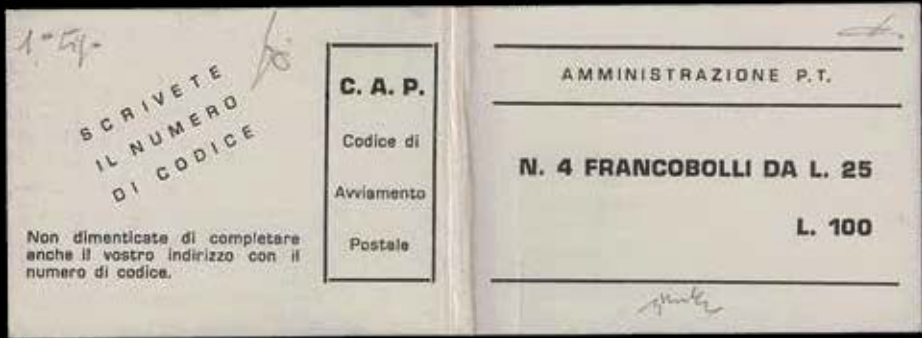 SCRIVETE
IL NUMERO
DI CODICE
Non dimenticate di completare
anche il vostro indirizzo con il
numero di codice.
C. A. P.
Codice di
Avviamento
Postale
AMMINISTRAZIONE P.T.
N. 4 FRANCOBOLLI DA L. 25
L. 100